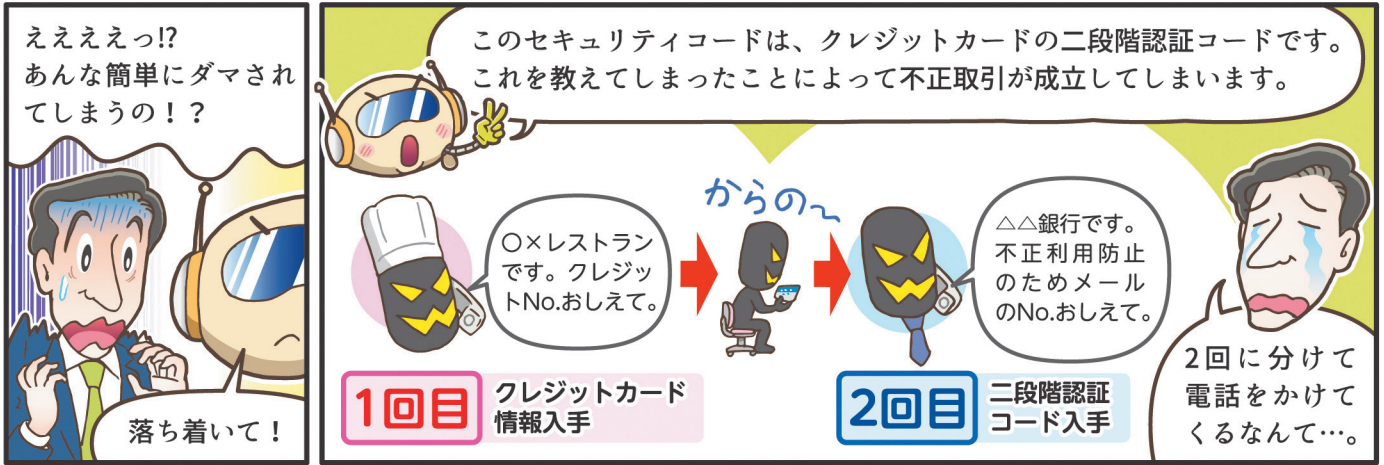 ええええっ!?
あんな簡単にダマされ
てしまうの！？
落ち着いて！
このセキュリティコードは、クレジットカードの二段階認証コードです。
これを教えてしまったことによって不正取引が成立してしまいます。
〇×レストラン
です。クレジッ
トNo.おしえて。
からの〜
△△銀行です。
不正利用防止
のためメール
のNo.おしえて。
1回目
クレジットカード
情報入手
2回目
二段階認証
コード入手
2回に分けて
電話をかけて
くるなんて…。